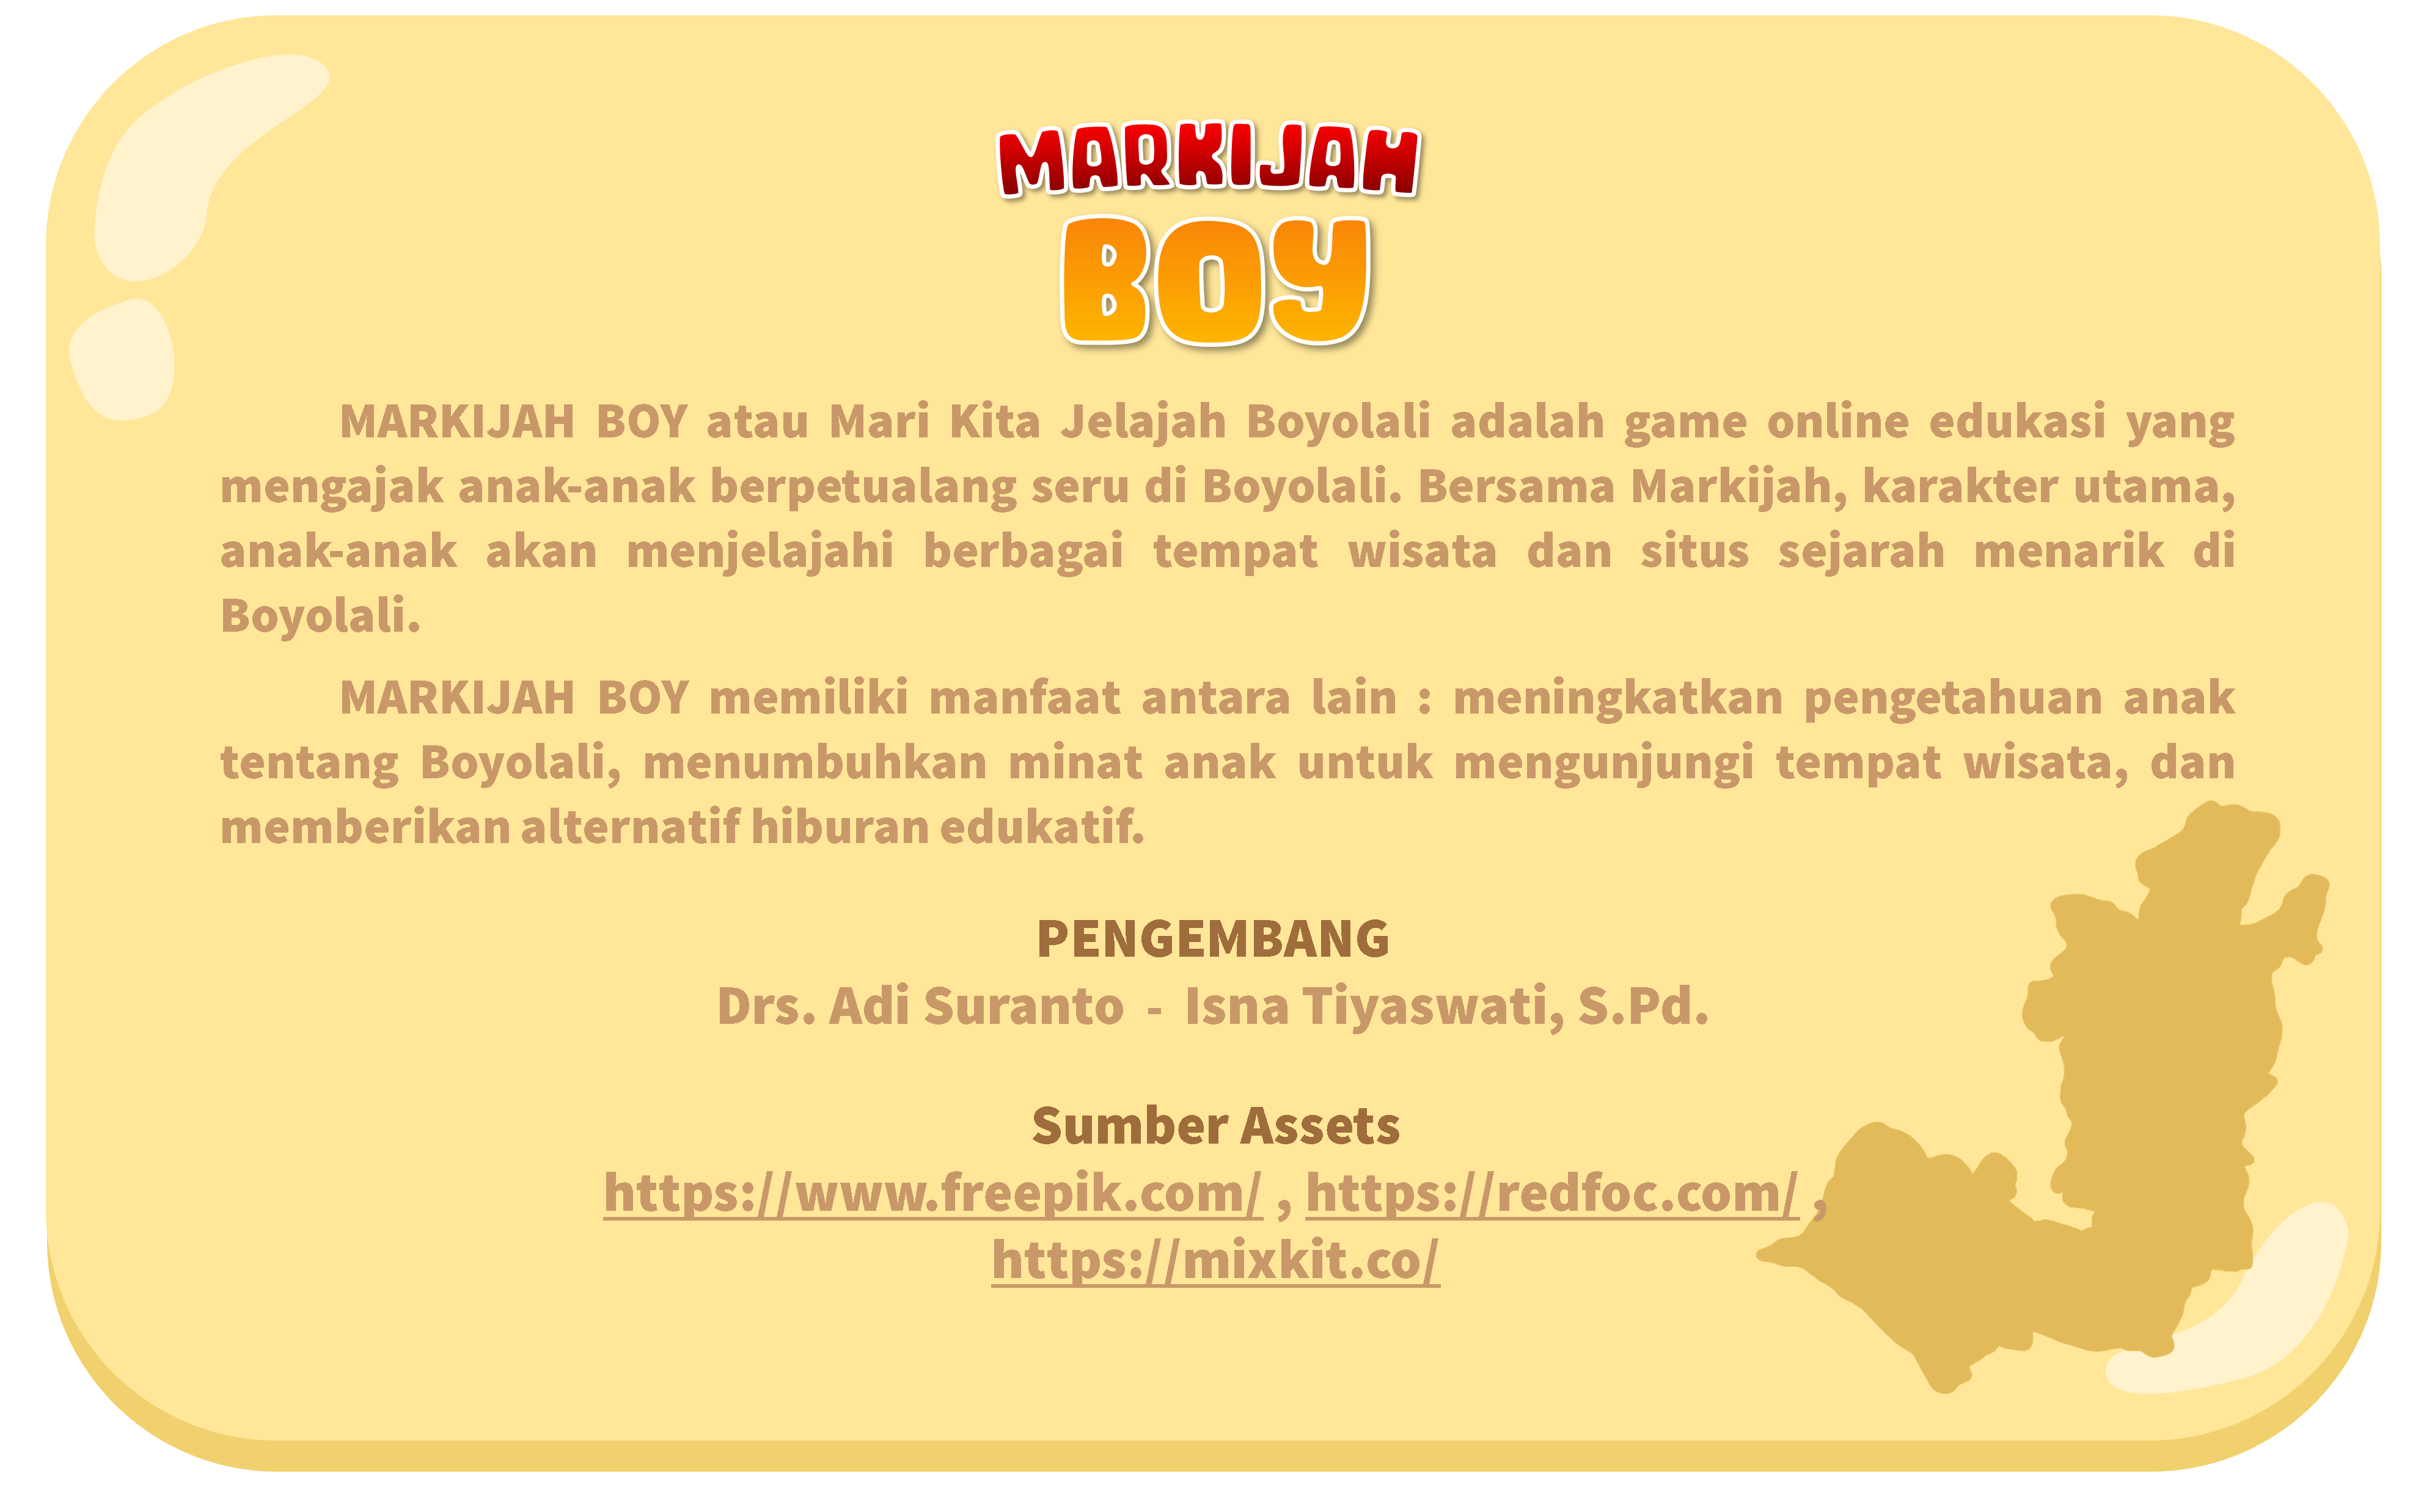 MARKIJAH
BOY
MARKIJAH BOY atau Mari Kita Jelajah Boyolali adalah game online edukasi yang
mengajak anak-anak berpetualang seru di Boyolali. Bersama Markijah, karakter utama,
anak-anak akan menjelajahi berbagai tempat wisata dan situs sejarah menarik di
Boyolali.
MARKIJAH BOY memiliki manfaat antara lain : meningkatkan pengetahuan anak
tentang Boyolali, menumbuhkan minat anak untuk mengunjungi tempat wisata, dan
memberikan alternatif hiburan edukatif.
PENGEMBANG
Drs. Adi Suranto - Isna Tiyaswati, S.Pd.
Sumber Assets
https://www.freepik.com/ , https://redfoc.com/ ,
https://mixkit.co/